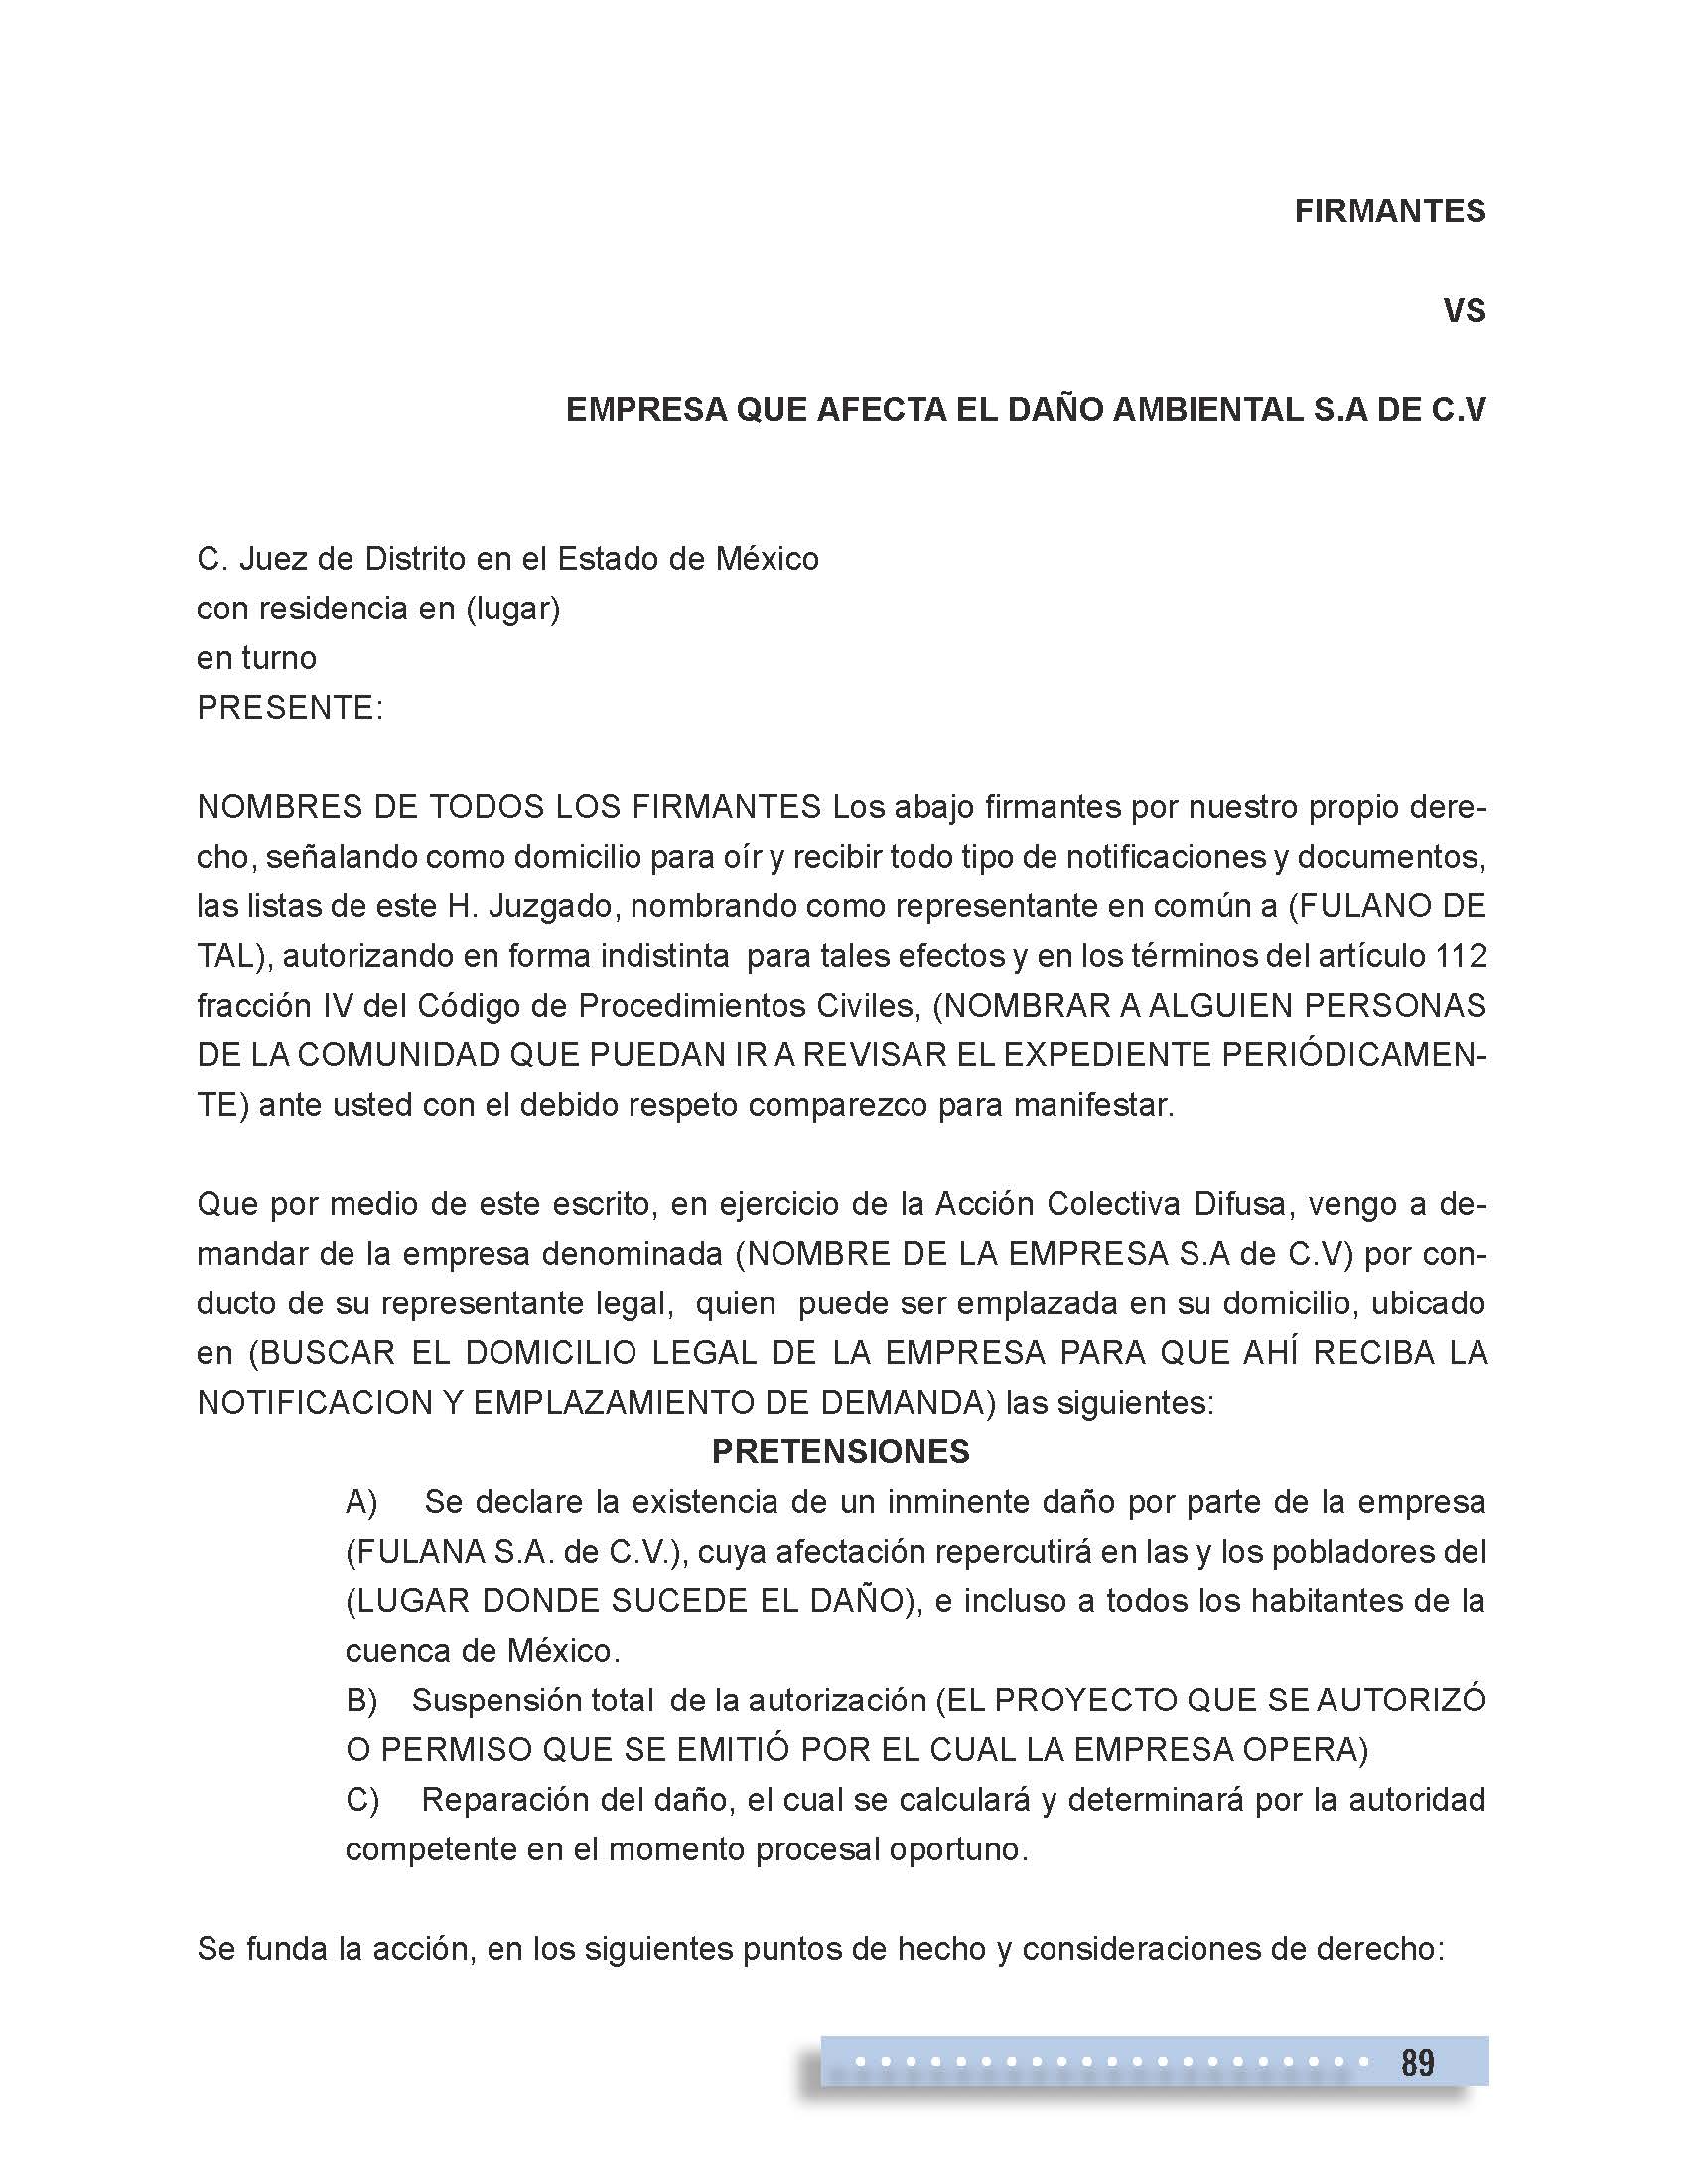 FIRMANTES
VS
EMPRESA QUE AFECTA EL DAÑO AMBIENTAL S.A DE C.V
C. Juez de Distrito en el Estado de México
con residencia en (lugar)
en turno
PRESENTE:
NOMBRES DE TODOS LOS FIRMANTES Los abajo firmantes por nuestro propio dere-
cho, señalando como domicilio para oír y recibir todo tipo de notificaciones y documentos,
las listas de este H. Juzgado, nombrando como representante en común a (FULANO DE
TAL), autorizando en forma indistinta  para tales efectos y en los términos del artículo 112
fracción IV del Código de Procedimientos Civiles, (NOMBRAR A ALGUIEN PERSONAS
DE LA COMUNIDAD QUE PUEDAN IR A REVISAR EL EXPEDIENTE PERIÓDICAMEN-
TE) ante usted con el debido respeto comparezco para manifestar.
Que por medio de este escrito, en ejercicio de la Acción Colectiva Difusa, vengo a de-
mandar de la empresa denominada (NOMBRE DE LA EMPRESA S.A de C.V) por con-
ducto de su representante legal,  quien  puede ser emplazada en su domicilio, ubicado
en (BUSCAR EL DOMICILIO LEGAL DE LA EMPRESA PARA QUE AHÍ RECIBA LA
NOTIFICACION Y EMPLAZAMIENTO DE DEMANDA) las siguientes:
PRETENSIONES
A) Se declare la existencia de un inminente daño por parte de la empresa
(FULANA S.A. de C.V.), cuya afectación repercutirá en las y los pobladores del
(LUGAR DONDE SUCEDE EL DAÑO), e incluso a todos los habitantes de la
cuenca de México.
B) Suspensión total  de la autorización (EL PROYECTO QUE SE AUTORIZÓ
O PERMISO QUE SE EMITIÓ POR EL CUAL LA EMPRESA OPERA)
C) Reparación del daño, el cual se calculará y determinará por la autoridad
competente en el momento procesal oportuno.
Se funda la acción, en los siguientes puntos de hecho y consideraciones de derecho:
89